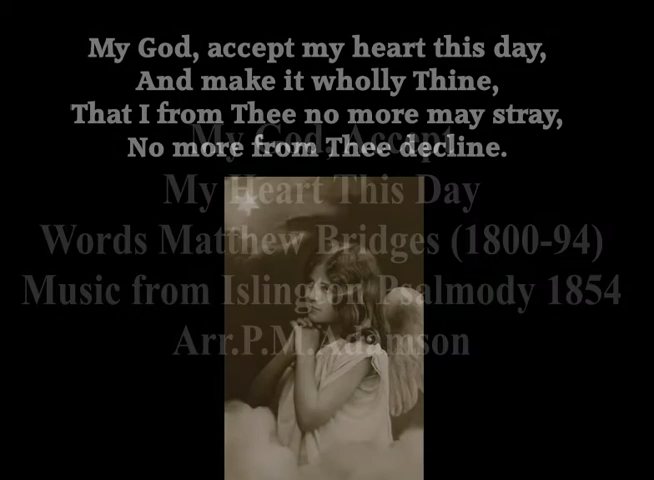 My God, accept my heart this day,
And make it wholly Thine,
That I from Thee no more may stray,
No more from Thee decline.
My God, Accept
My Heart This Day
Words Matthew Bridges (1800-94)
Music from Islington Psalmody 1854
Arr.P.M.Adamson